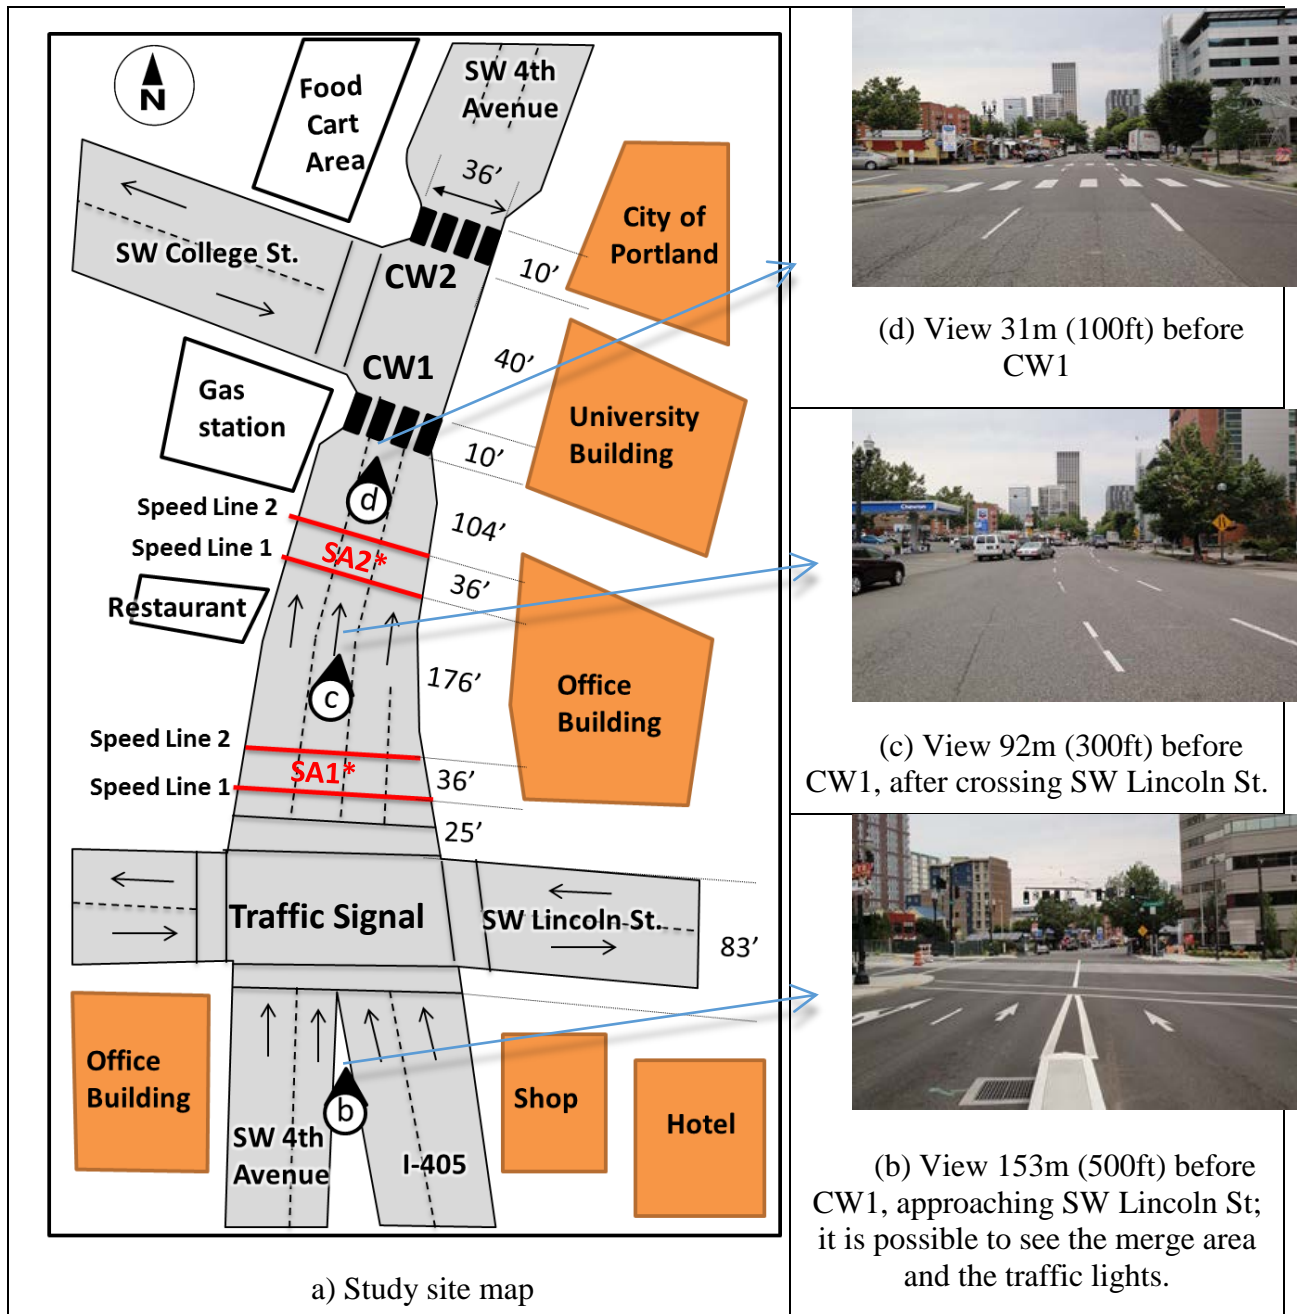 N
Food
Cart
Area
SW 4th
Avenue
36’
City of
Portland
SW College St.
CW2
10’
CW1
40’
Gas
station
University
Building
10’
Speed Line 2
104’
Speed Line 1
SA2*
36’
Restaurant
176’
c
d
Office
Building
Speed Line 2
SA1*
36’
Speed Line 1
25’
Traffic Signal
SW Lincoln St.
83’
Office
Building
b
Shop
Hotel
SW 4th
Avenue
I-405
a) Study site map
(d) View 31m (100ft) before
CW1
Chevron
(c) View 92m (300ft) before
CW1, after crossing SW Lincoln St.
(b) View 153m (500ft) before
CW1, approaching SW Lincoln St;
it is possible to see the merge area
and the traffic lights.